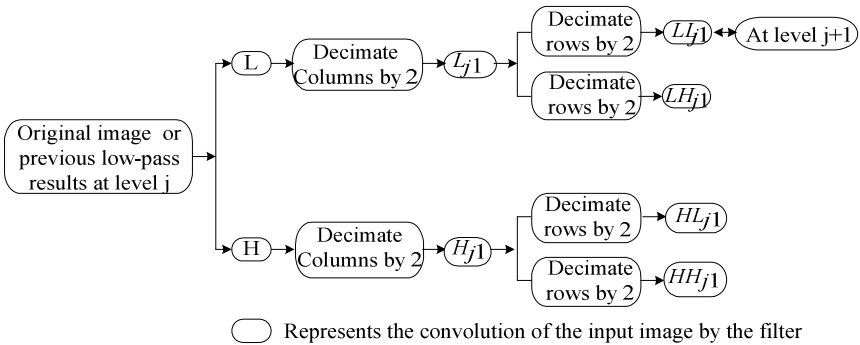 L
Decimate
Columns by 2
Lj1
Decimate
rows by 2
LLj1
At level j+1
Decimate
rows by 2
LHj1
Original image or
previous low-pass
results at level j
H
Decimate
Columns by 2
Hj1
Decimate
rows by 2
HLj1
Decimate
rows by 2
HHj1
Represents the convolution of the input image by the filter